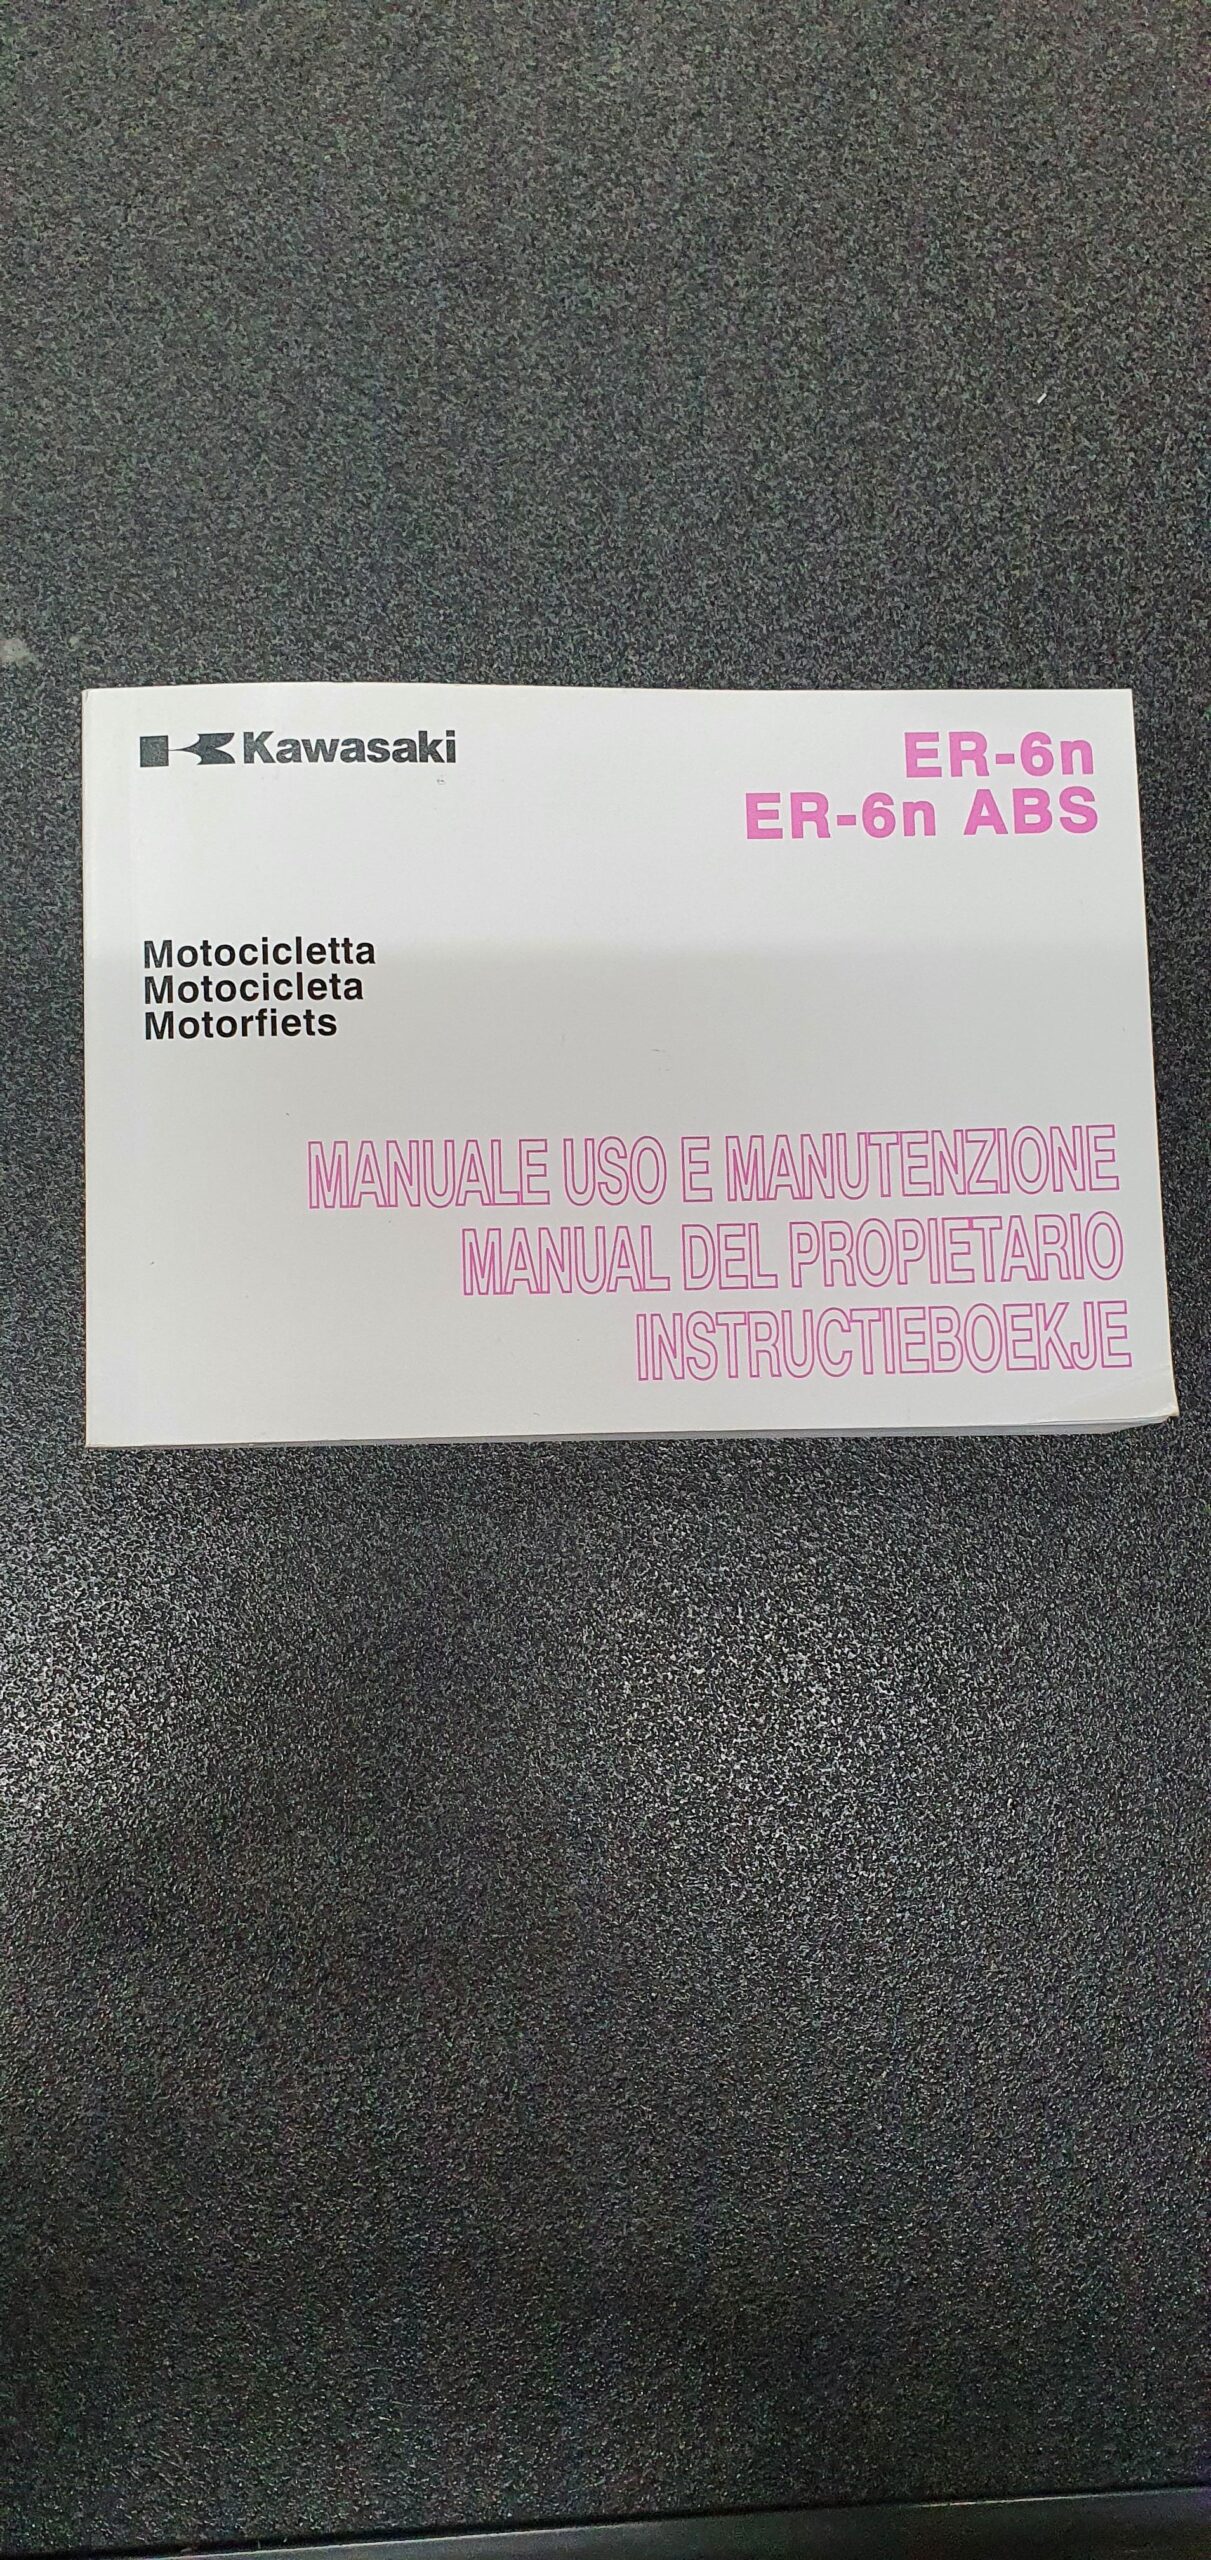 Kawasaki
ER-6n
ER-6n ABS
Motocicletta
Motocicleta
Motorfiets
MANUALE USO E MANUTENZIONE
MANUAL DEL PROPIETARIO
INSTRUCTIEBOEKJE